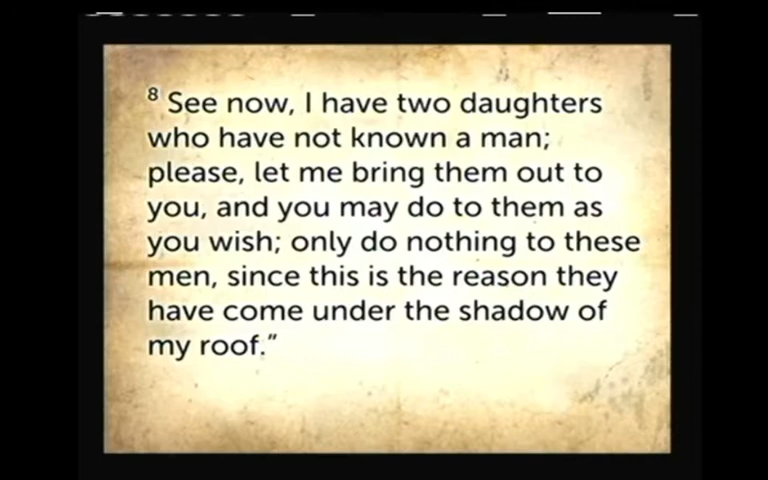 8 See now, I have two daughters
who have not known a man;
please, let me bring them out to
you, and you may do to them as
you wish; only do nothing to these
men, since this is the reason they
have come under the shadow of
my roof.”